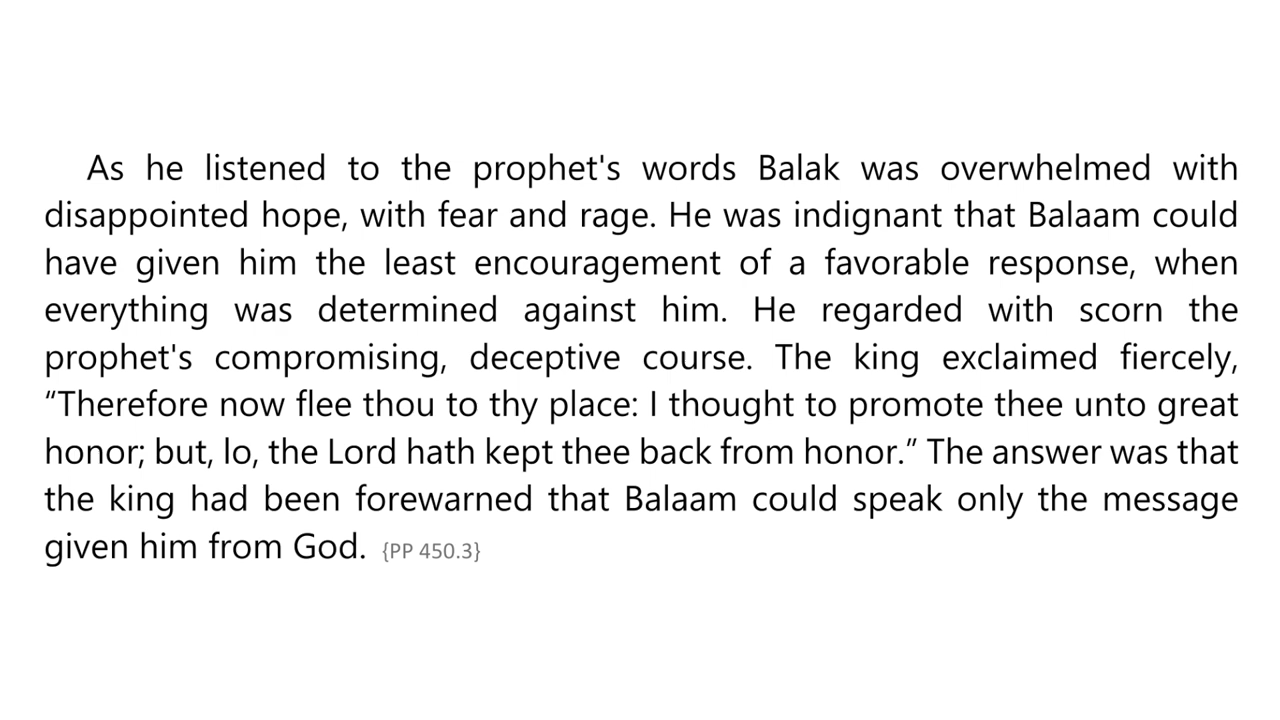 As he listened to the prophet's words Balak was overwhelmed with
disappointed hope, with fear and rage. He was indignant that Balaam could
have given him the least encouragement of a favorable response, when
everything was determined against him. He regarded with scorn the
prophet's compromising, deceptive course. The king exclaimed fiercely,
“Therefore now flee thou to thy place: I thought to promote thee unto great
honor; but, lo, the Lord hath kept thee back from honor.” The answer was that
the king had been forewarned that Balaam could speak only the message
given him from God. {PP 450.3}